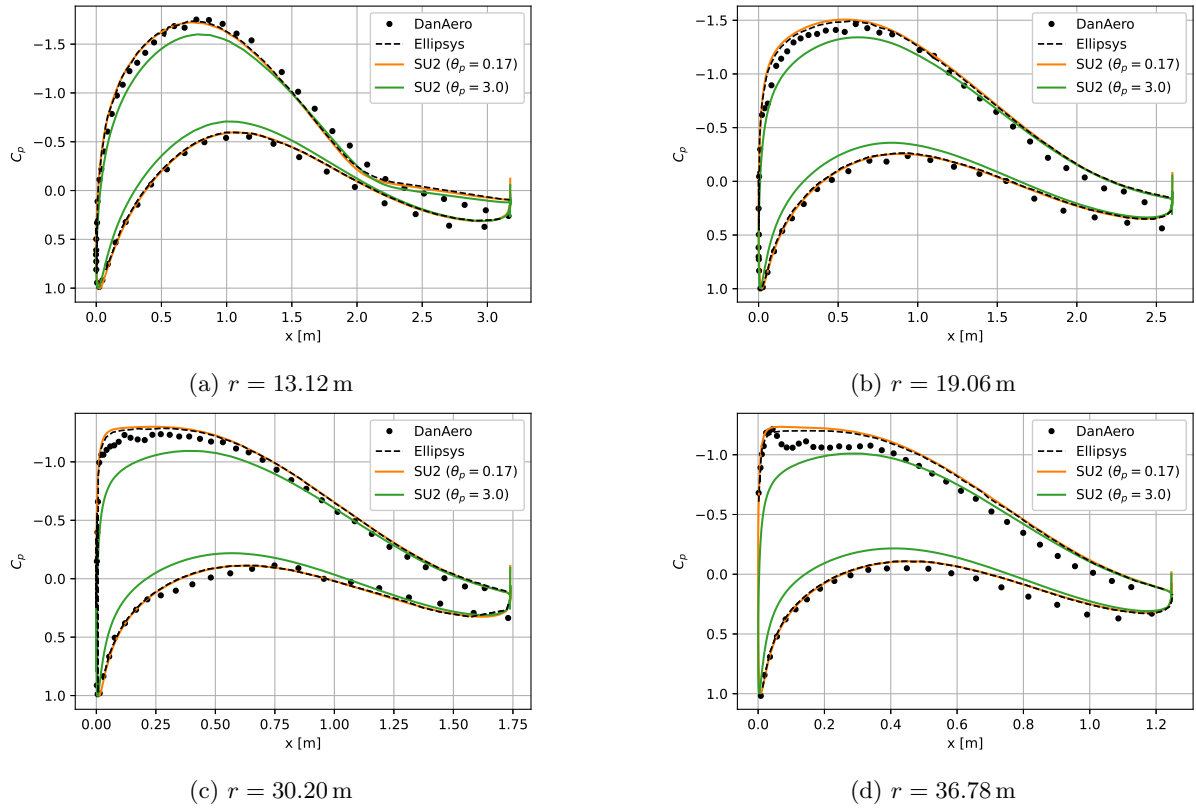 −1.5
−1.0
−0.5
0.0
0.5
1.0
C_p
0.0 0.5 1.0 1.5 2.0 2.5 3.0
x [m]
DanAero
Ellipsys
SU2 (θ_p = 0.17)
SU2 (θ_p = 3.0)
(a) r = 13.12 m
−1.5
−1.0
−0.5
0.0
0.5
1.0
C_p
0.0 0.5 1.0 1.5 2.0 2.5
x [m]
DanAero
Ellipsys
SU2 (θ_p = 0.17)
SU2 (θ_p = 3.0)
(b) r = 19.06 m
−1.0
−0.5
0.0
0.5
1.0
C_p
0.00 0.25 0.50 0.75 1.00 1.25 1.50 1.75
x [m]
DanAero
Ellipsys
SU2 (θ_p = 0.17)
SU2 (θ_p = 3.0)
(c) r = 30.20 m
−1.0
−0.5
0.0
0.5
1.0
C_p
0.0 0.2 0.4 0.6 0.8 1.0 1.2
x [m]
DanAero
Ellipsys
SU2 (θ_p = 0.17)
SU2 (θ_p = 3.0)
(d) r = 36.78 m